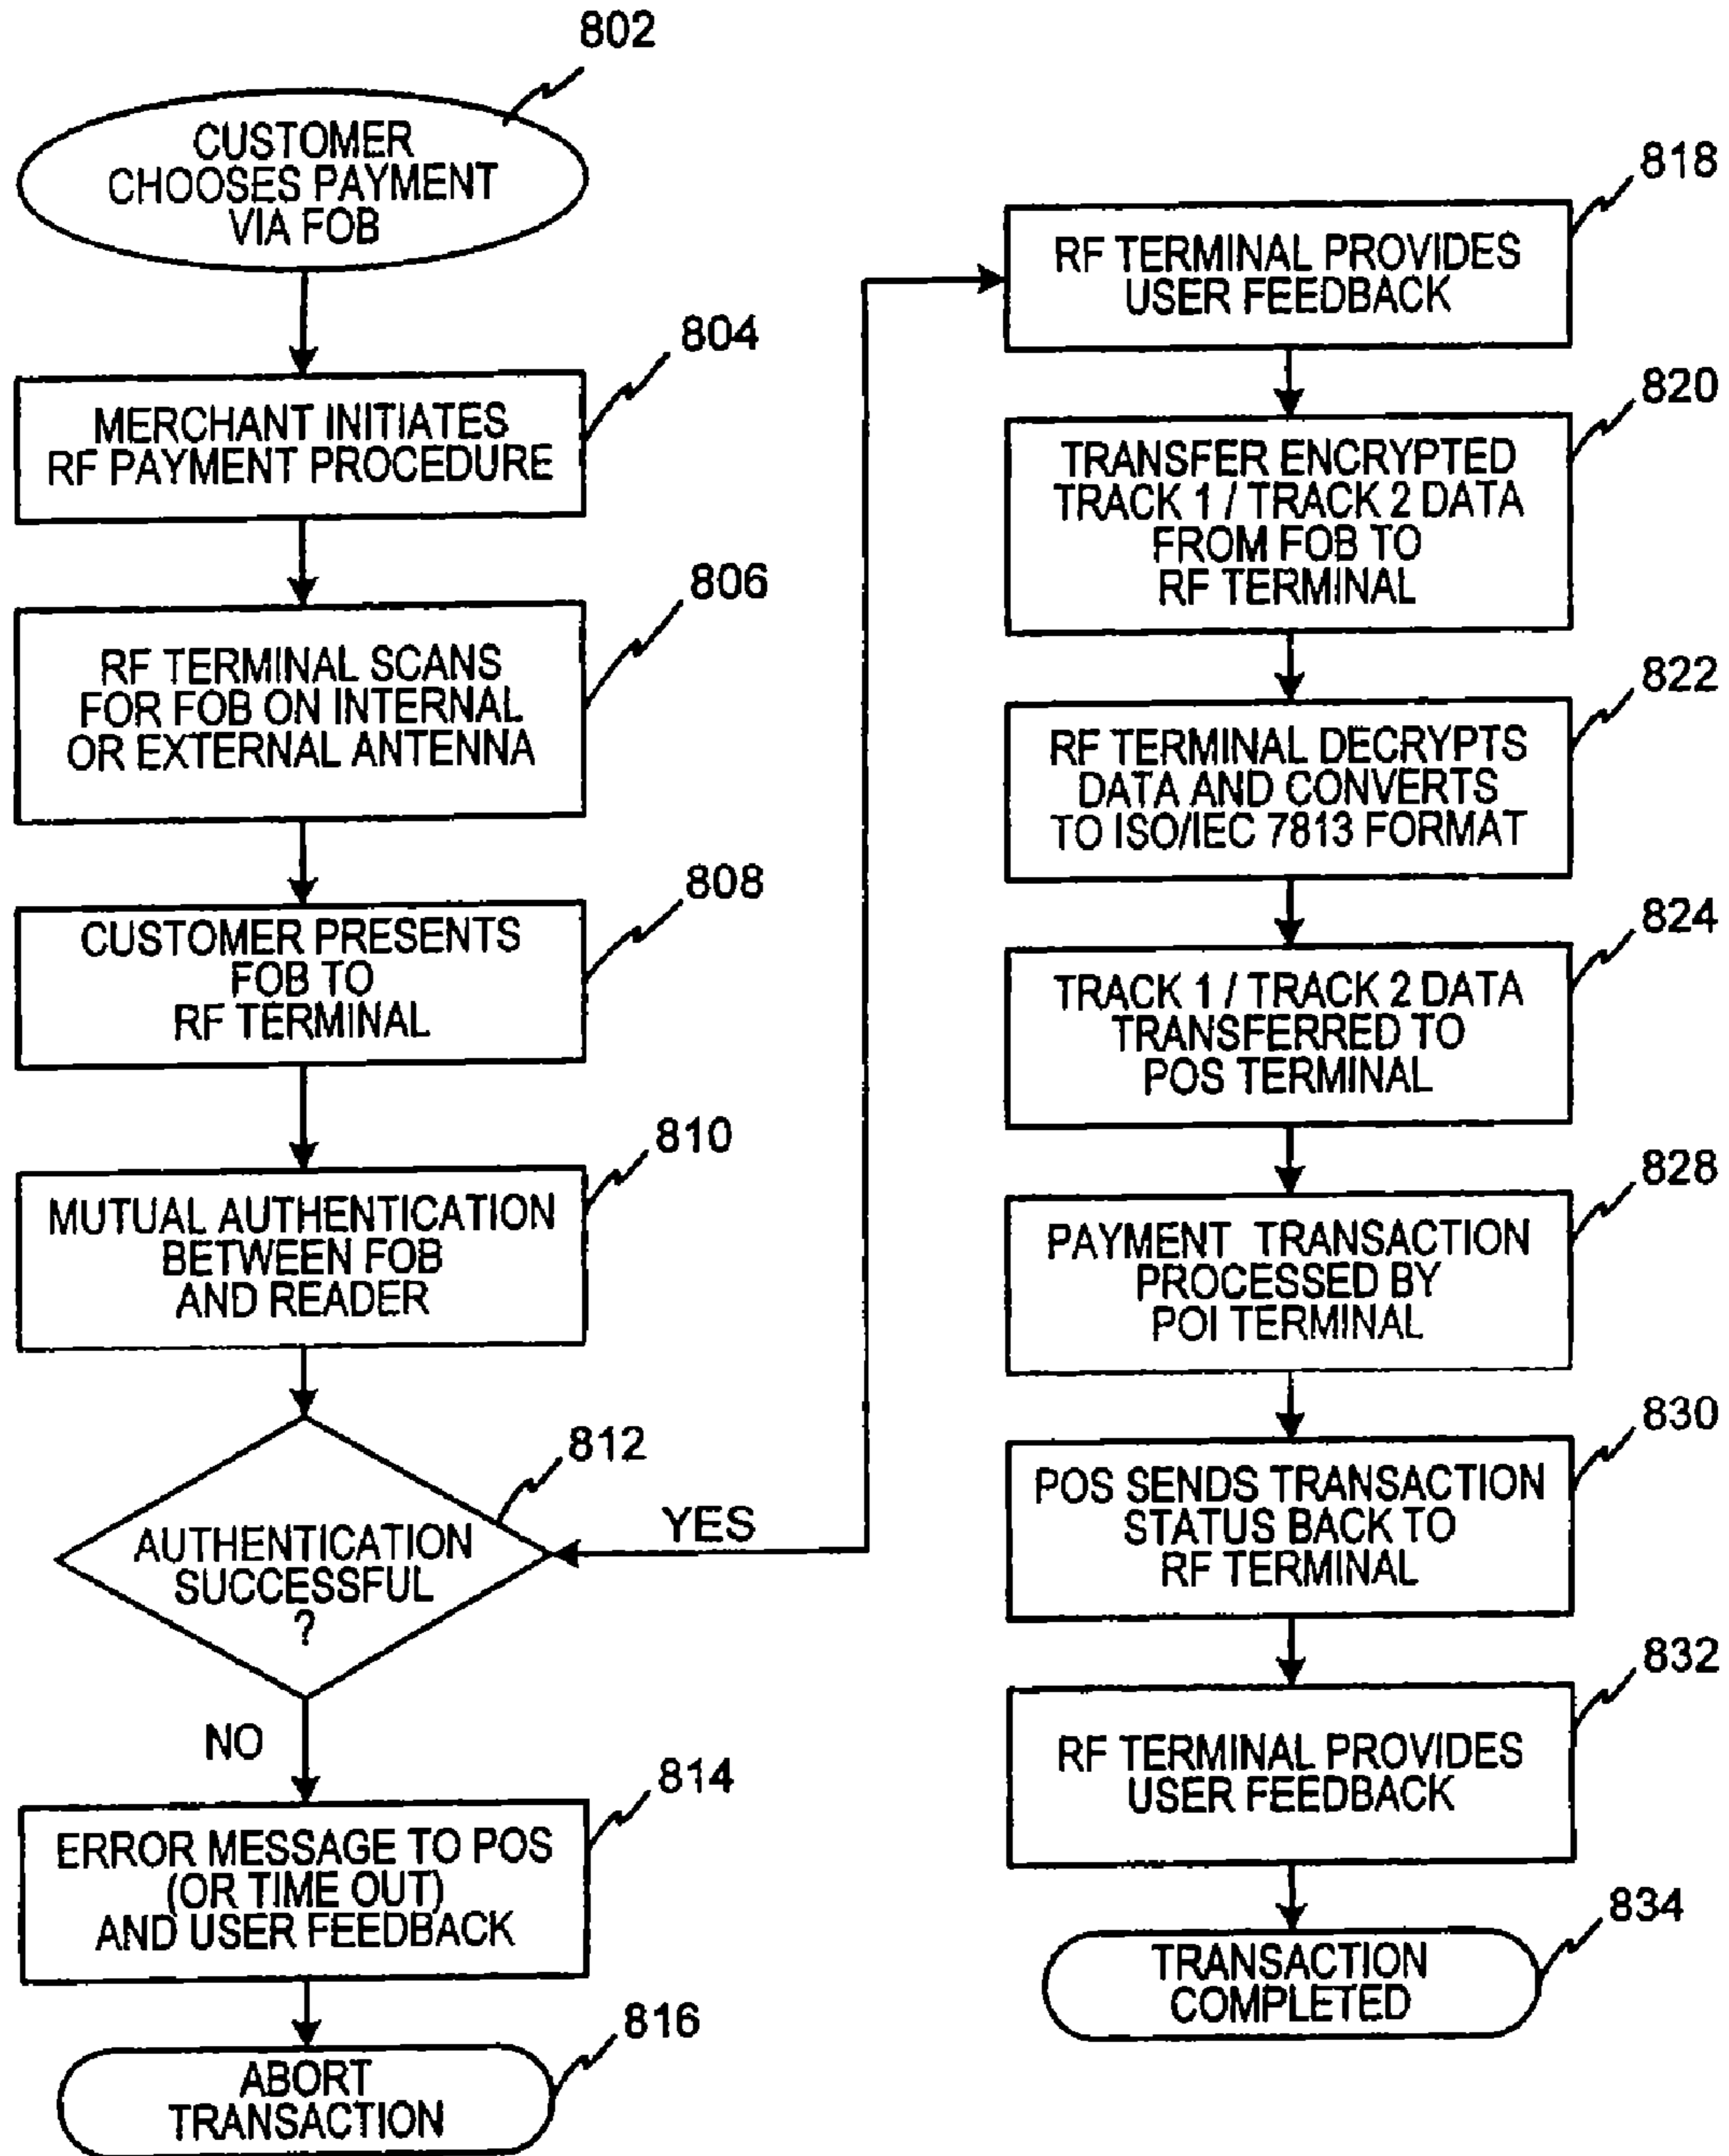 802
CUSTOMER
CHOOSES PAYMENT
VIA FOB
804
MERCHANT INITIATES
RF PAYMENT PROCEDURE
806
RF TERMINAL SCANS
FOR FOB ON INTERNAL
OR EXTERNAL ANTENNA
808
CUSTOMER PRESENTS
FOB TO
RF TERMINAL
810
MUTUAL AUTHENTICATION
BETWEEN FOB
AND READER
812
AUTHENTICATION
SUCCESSFUL
?
YES
NO
814
ERROR MESSAGE TO POS
(OR TIME OUT)
AND USER FEEDBACK
816
ABORT
TRANSACTION
818
RF TERMINAL PROVIDES
USER FEEDBACK
820
TRANSFER ENCRYPTED
TRACK 1 / TRACK 2 DATA
FROM FOB TO
RF TERMINAL
822
RF TERMINAL DECRYPTS
DATA AND CONVERTS
TO ISO/IEC 7813 FORMAT
824
TRACK 1 / TRACK 2 DATA
TRANSFERRED TO
POS TERMINAL
828
PAYMENT TRANSACTION
PROCESSED BY
POI TERMINAL
830
POS SENDS TRANSACTION
STATUS BACK TO
RF TERMINAL
832
RF TERMINAL PROVIDES
USER FEEDBACK
834
TRANSACTION
COMPLETED